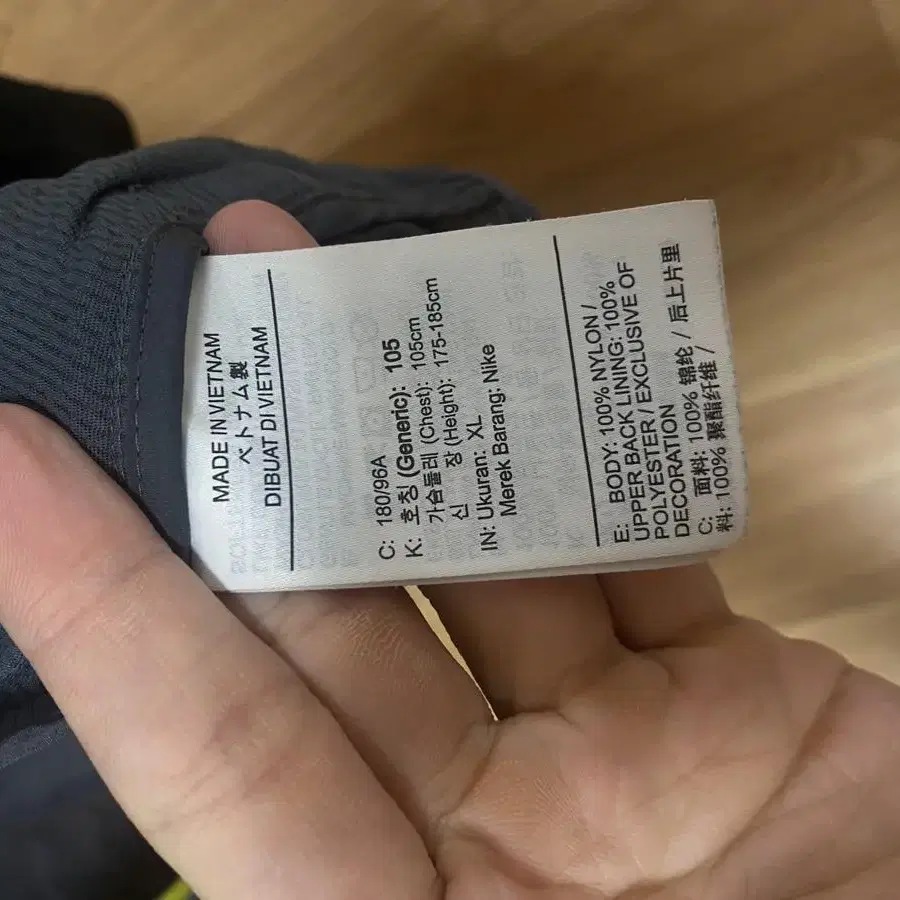 MADE IN VIETNAM
ベトナム製
DIBUAT DI VIETNAM
C: 180/96A
K: 호칭 (Generic): 105
가슴둘레 (Chest): 105cm
신 장 (Height): 175-185cm
IN: Ukuran: XL
Merek Barang: Nike
E: BODY: 100% NYLON /
UPPER BACK LINING: 100%
POLYESTER / EXCLUSIVE OF
DECORATION
C: 面料: 100% 锦纶 / 后上片里
料: 100% 聚酯纤维 /